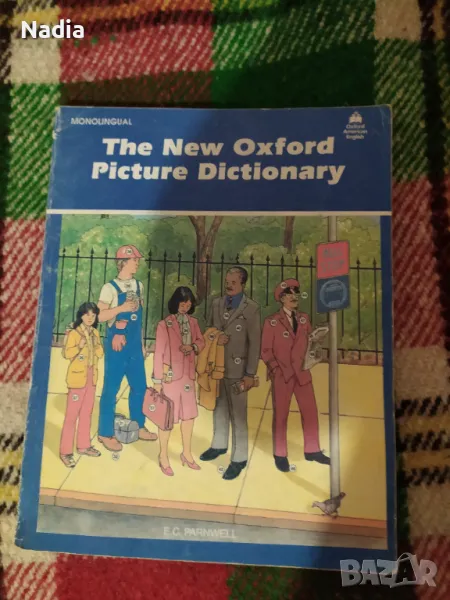 Nadia
MONOLINGUAL
Oxford
American
English
The New Oxford
Picture Dictionary
E.C. PARNWELL
BAZAR